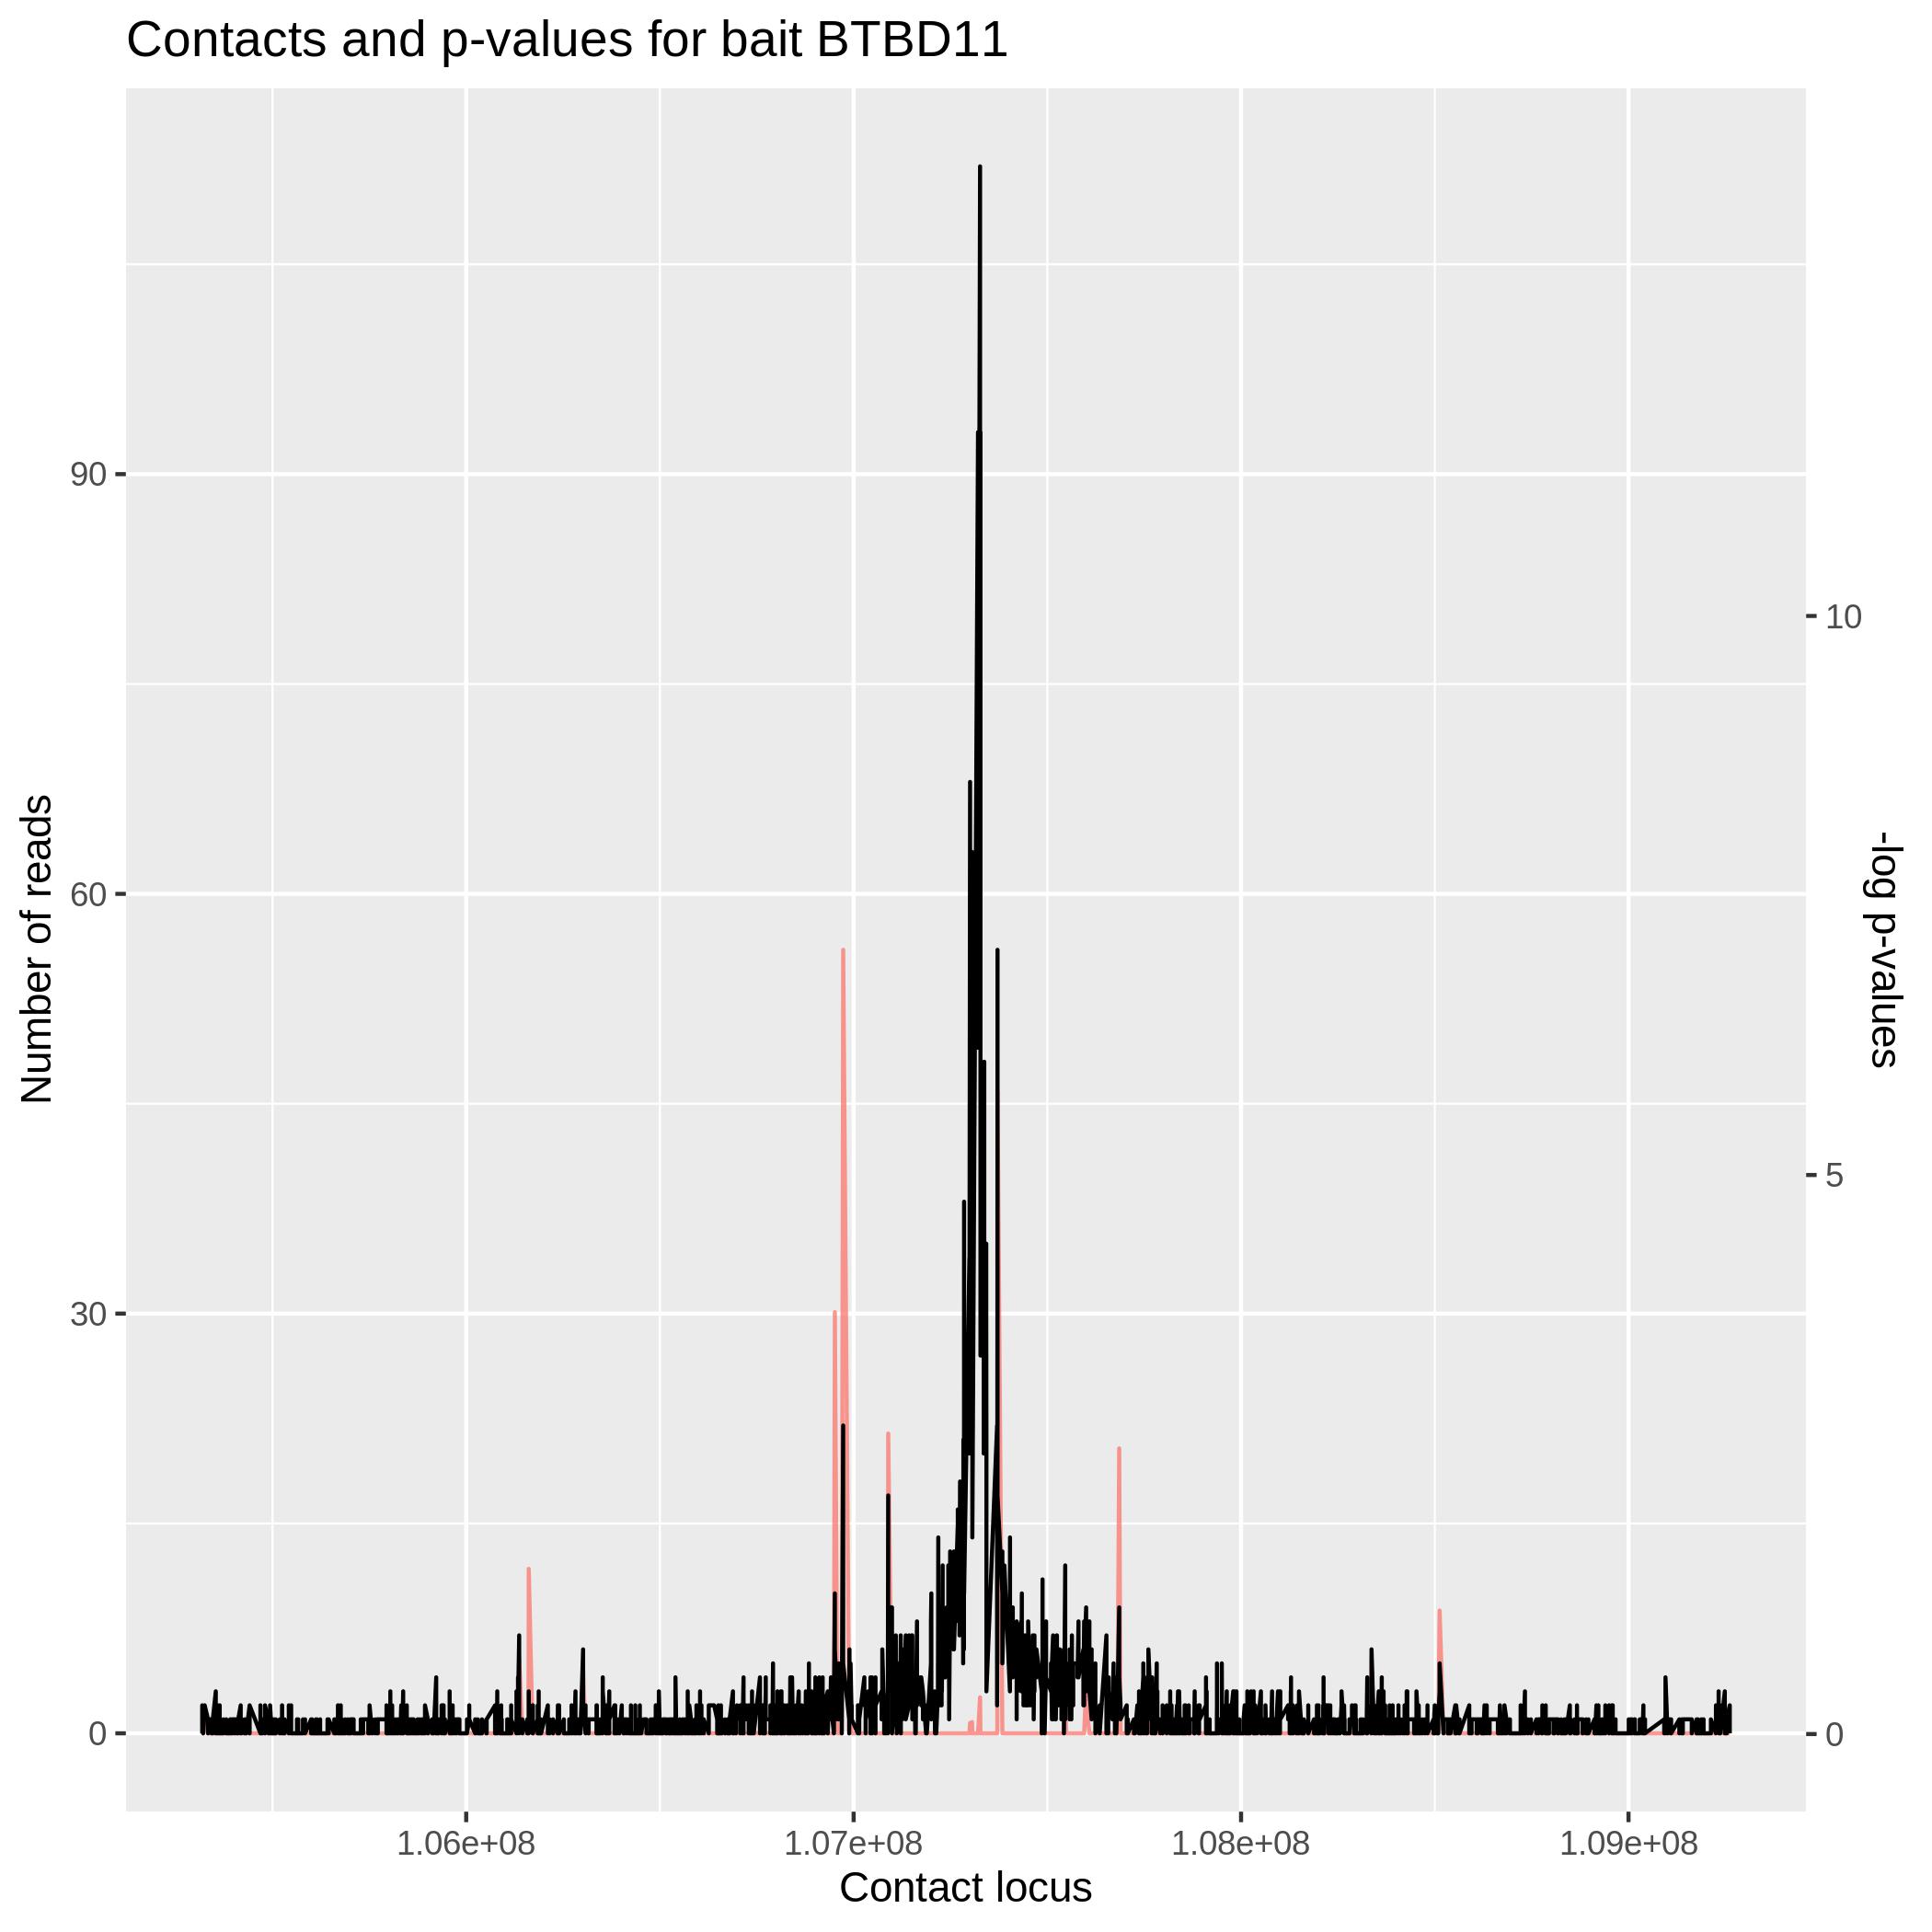 Contacts and p-values for bait BTBD11
Number of reads
90
60
30
0
10
5
0
-log p-values
1.06e+08
1.07e+08
1.08e+08
1.09e+08
Contact locus